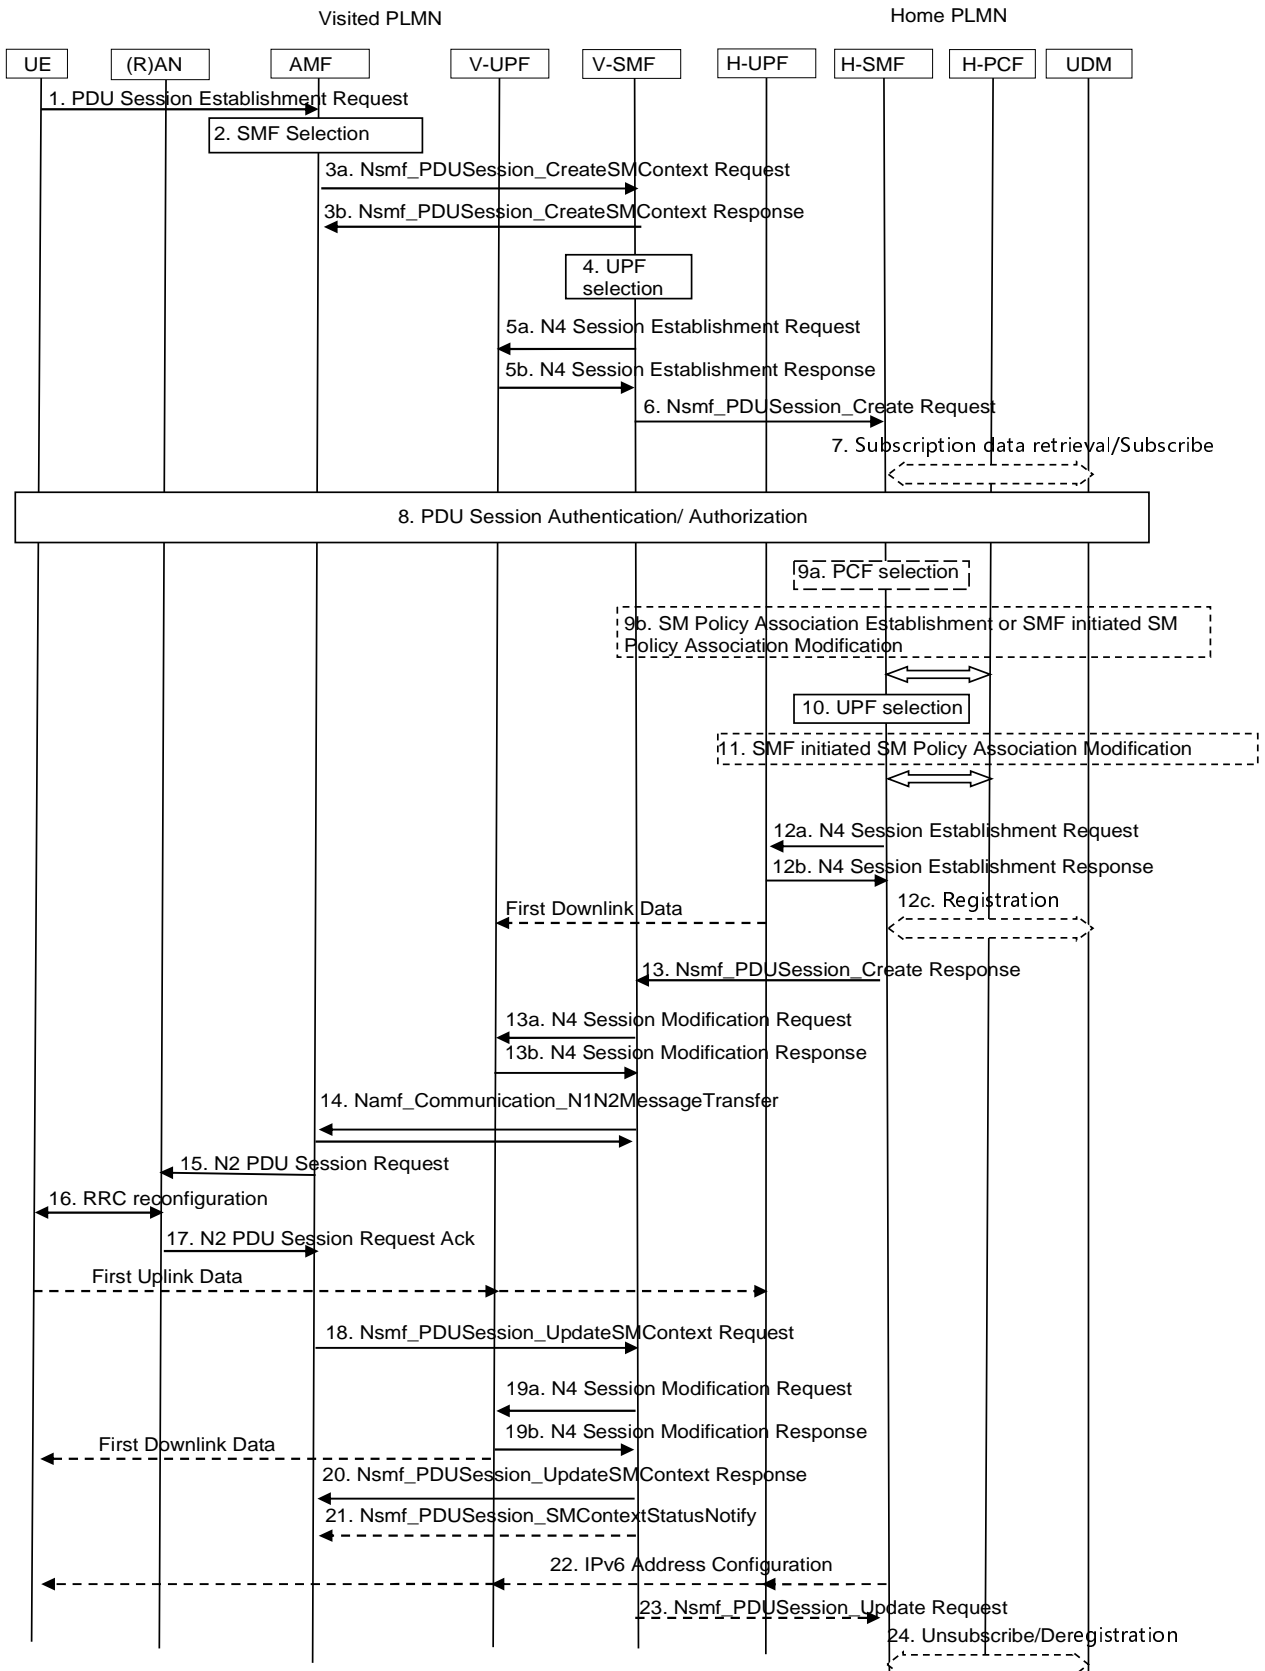 Visited PLMN
Home PLMN
UE
(R)AN
AMF
V-UPF
V-SMF
H-UPF
H-SMF
H-PCF
UDM
1. PDU Session Establishment Request
2. SMF Selection
3a. Nsmf_PDUSession_CreateSMContext Request
3b. Nsmf_PDUSession_CreateSMContext Response
4. UPF
selection
5a. N4 Session Establishment Request
5b. N4 Session Establishment Response
6. Nsmf_PDUSession_Create Request
7. Subscription data retrieval/Subscribe
8. PDU Session Authentication/ Authorization
9a. PCF selection
9b. SM Policy Association Establishment or SMF initiated SM
Policy Association Modification
10. UPF selection
11. SMF initiated SM Policy Association Modification
12a. N4 Session Establishment Request
12b. N4 Session Establishment Response
12c. Registration
First Downlink Data
13. Nsmf_PDUSession_Create Response
13a. N4 Session Modification Request
13b. N4 Session Modification Response
14. Namf_Communication_N1N2MessageTransfer
15. N2 PDU Session Request
16. RRC reconfiguration
17. N2 PDU Session Request Ack
First Uplink Data
18. Nsmf_PDUSession_UpdateSMContext Request
19a. N4 Session Modification Request
19b. N4 Session Modification Response
First Downlink Data
20. Nsmf_PDUSession_UpdateSMContext Response
21. Nsmf_PDUSession_SMContextStatusNotify
22. IPv6 Address Configuration
23. Nsmf_PDUSession_Update Request
24. Unsubscribe/Deregistration